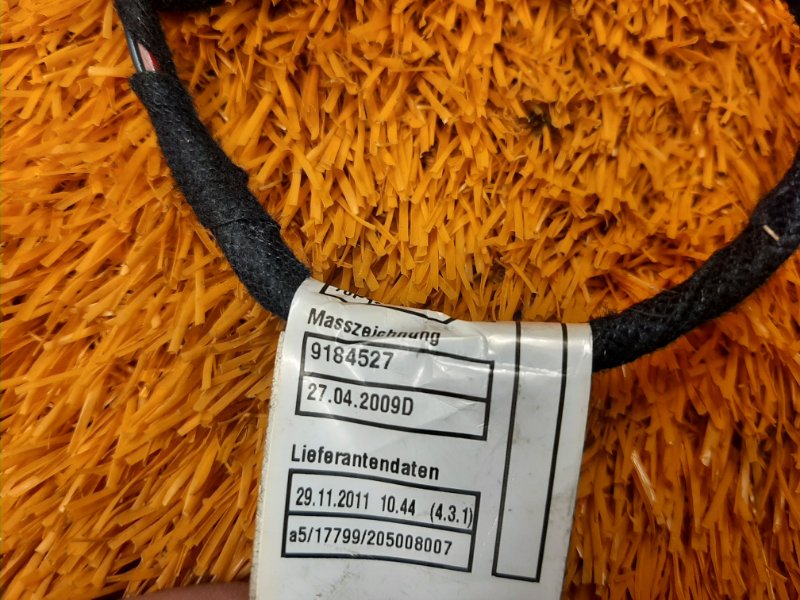 Masszeichnung
9184527
27.04.2009D
Lieferantendaten
29.11.2011 10.44 (4.3.1)
a5/17799/205008007